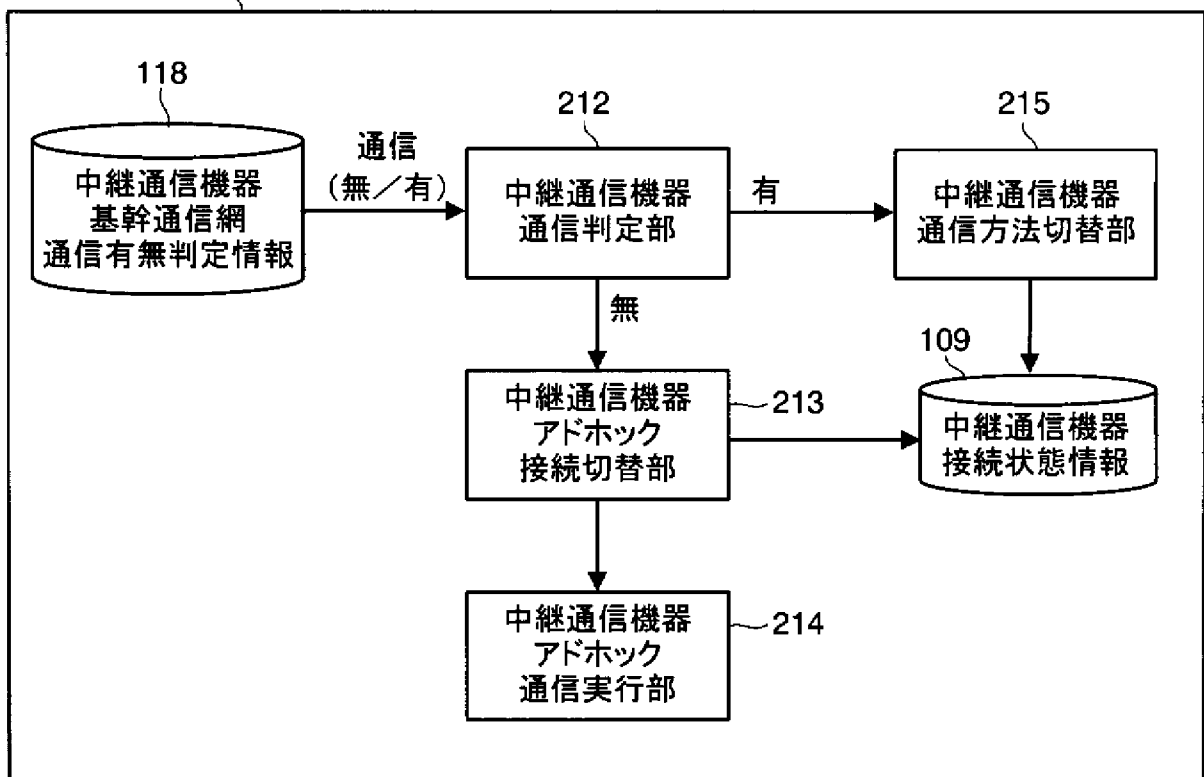 118
中継通信機器
基幹通信網
通信有無判定情報
通信
（無／有）
212
中継通信機器
通信判定部
有
215
中継通信機器
通信方法切替部
無
109
中継通信機器
接続状態情報
中継通信機器
アドホック
接続切替部
213
中継通信機器
アドホック
通信実行部
214